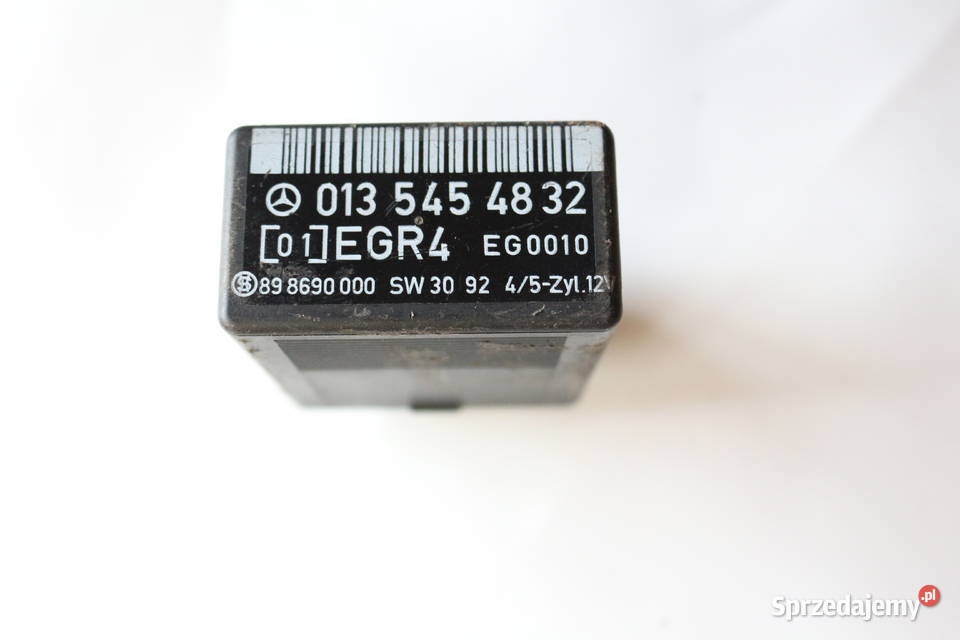 013 545 48 32
[01] EGR4 EG0010
89 8690 000 SW 30 92 4/5-Zyl.12V
Sprzedajemy.pl